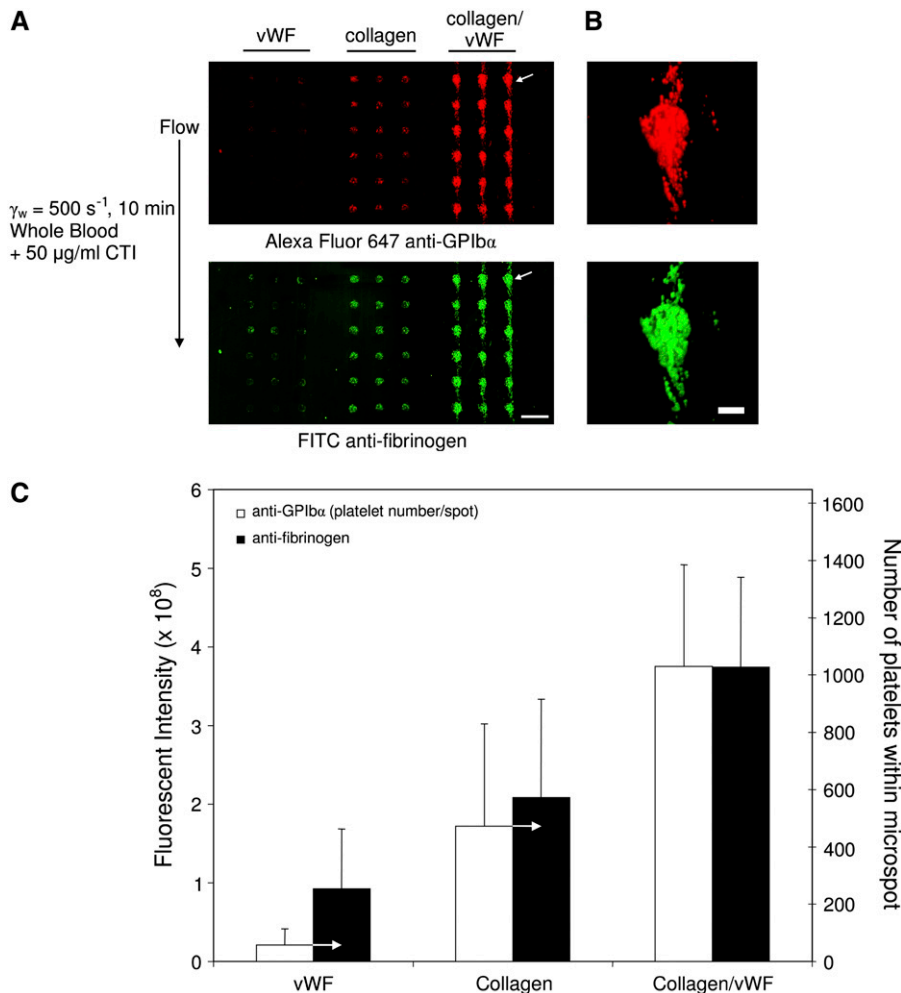 A
B
vWF
collagen
collagen/
vWF
Flow
γw = 500 s⁻¹, 10 min
Whole Blood
+ 50 µg/ml CTI
Alexa Fluor 647 anti-GPIbα
FITC anti-fibrinogen
C
anti-GPIbα (platelet number/spot)
anti-fibrinogen
Fluorescent Intensity (x 10⁸)
6
5
4
3
2
1
0
1600
1400
1200
1000
800
600
400
200
0
Number of platelets within microspot
vWF
Collagen
Collagen/vWF